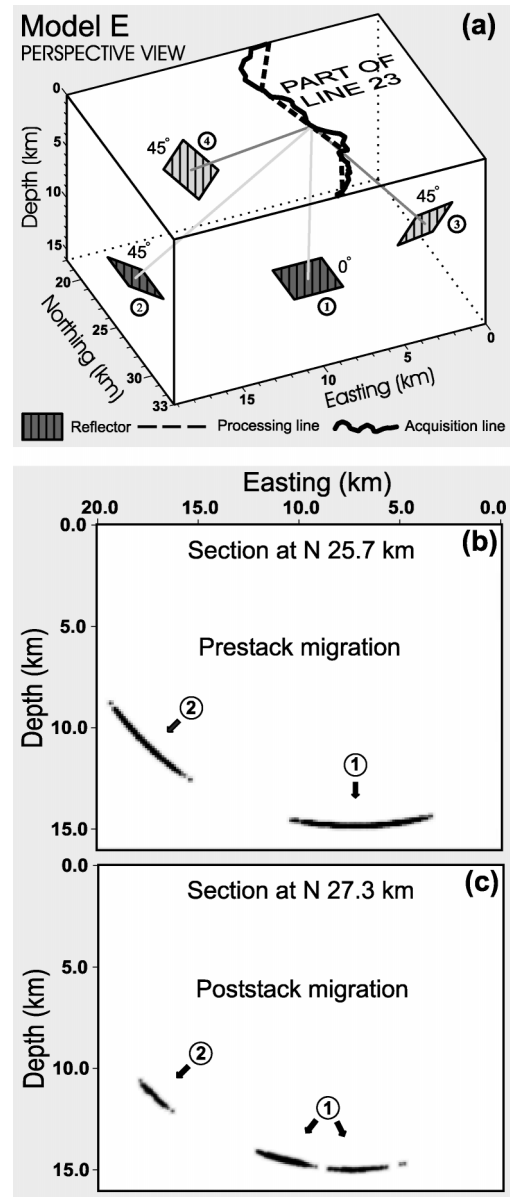 Model E
(a)
PERSPECTIVE VIEW
PART OF
LINE 23
0
5
10
15
Depth (km)
45°
④
45°
②
45°
③
0°
①
20
25
30
33
Northing (km)
15
10
5
0
Easting (km)
Reflector
Processing line
Acquisition line
Easting (km)
20.0 15.0 10.0 5.0 0.0
0.0
5.0
10.0
15.0
Depth (km)
(b)
Section at N 25.7 km
Prestack migration
②
①
0.0
5.0
10.0
15.0
Depth (km)
(c)
Section at N 27.3 km
Poststack migration
②
①